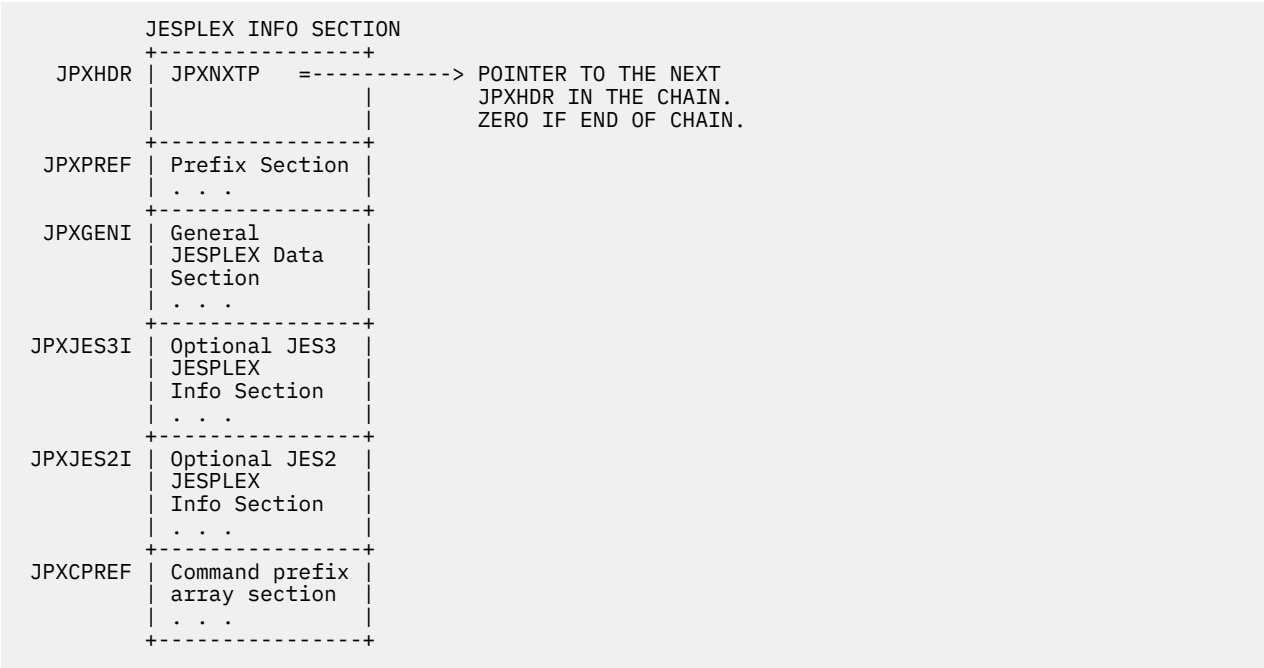 JESPLEX INFO SECTION
+----------------+
JPXHDR | JPXNXTP =-----------> POINTER TO THE NEXT
| | JPXHDR IN THE CHAIN.
| | ZERO IF END OF CHAIN.
+----------------+
JPXPREF | Prefix Section |
| . . . |
+----------------+
JPXGENI | General |
| JESPLEX Data |
| Section |
| . . . |
+----------------+
JPXJES3I | Optional JES3 |
| JESPLEX |
| Info Section |
| . . . |
+----------------+
JPXJES2I | Optional JES2 |
| JESPLEX |
| Info Section |
| . . . |
+----------------+
JPXCPREF | Command prefix |
| array section |
| . . . |
+----------------+